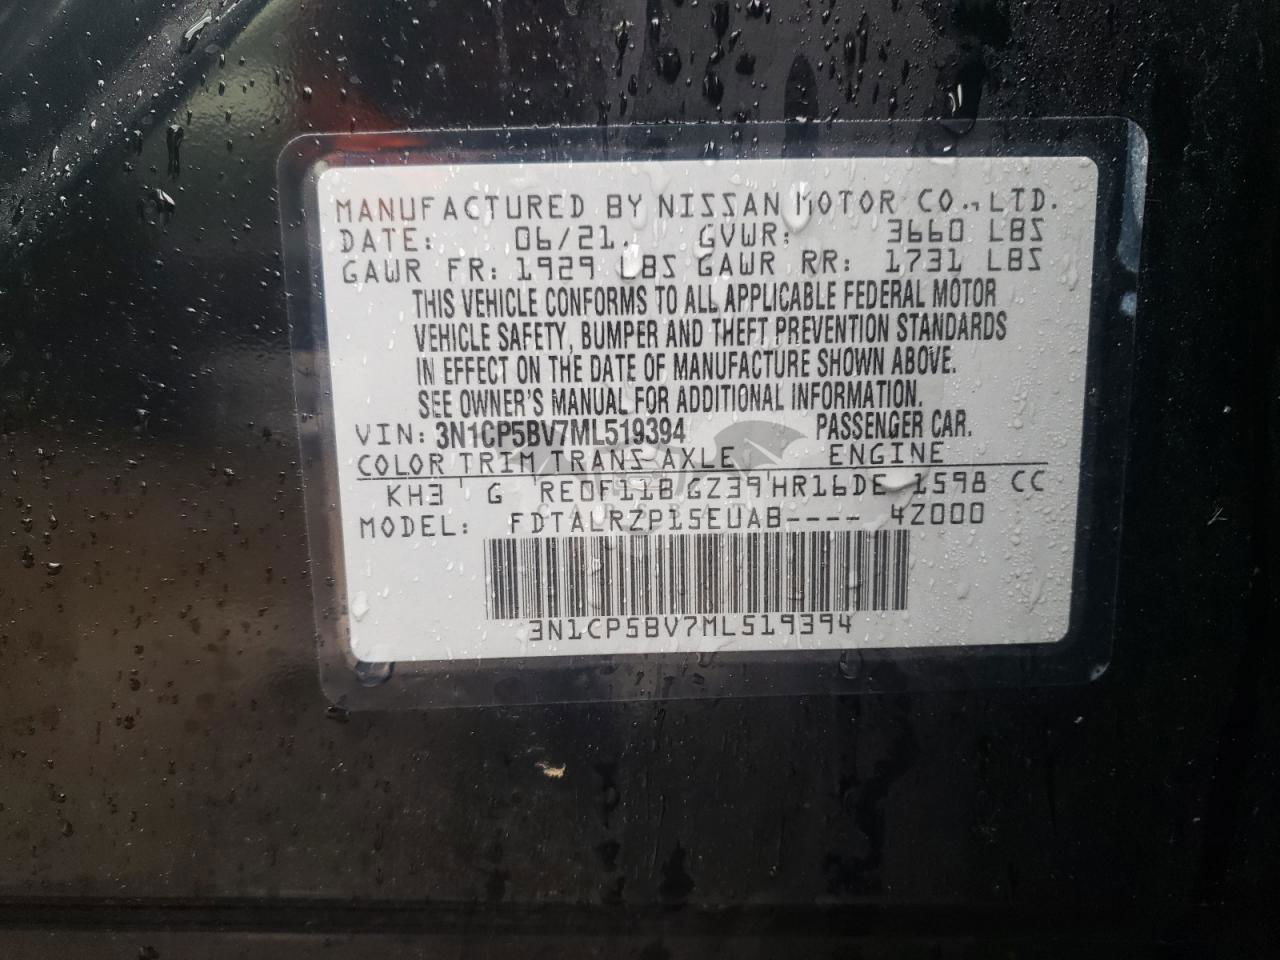 MANUFACTURED BY NISSAN MOTOR CO., LTD.
DATE: 06/21 GVWR: 3660 LBS
GAWR FR: 1929 LBS GAWR RR: 1731 LBS
THIS VEHICLE CONFORMS TO ALL APPLICABLE FEDERAL MOTOR
VEHICLE SAFETY, BUMPER AND THEFT PREVENTION STANDARDS
IN EFFECT ON THE DATE OF MANUFACTURE SHOWN ABOVE.
SEE OWNER'S MANUAL FOR ADDITIONAL INFORMATION.
VIN: 3N1CP5BV7ML519394 PASSENGER CAR.
COLOR TRIM TRANS AXLE ENGINE
KH3 G RE0F11B GZ39 HR16DE 1598 CC
MODEL: FDTALRZP15EUAB---- 4Z000
3N1CP5BV7ML519394